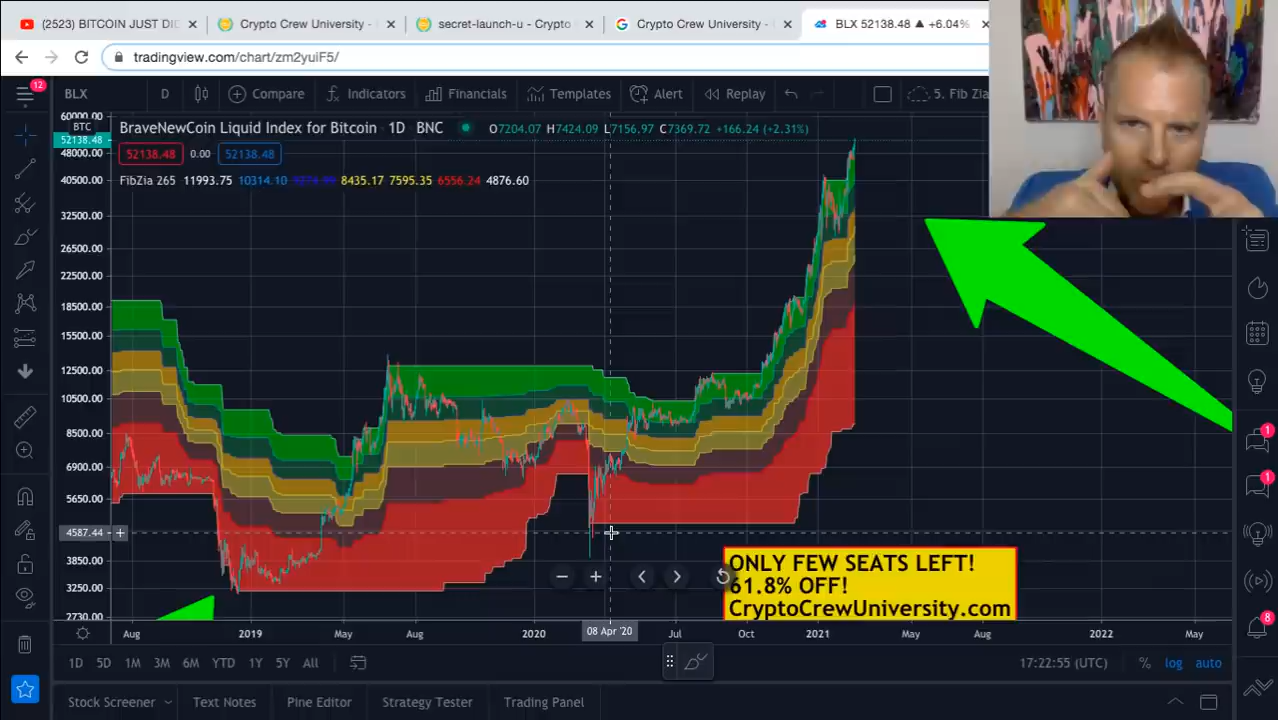 (2523) BITCOIN JUST DIC
Crypto Crew University -
secret-launch-u - Crypto
Crypto Crew University -
BLX 52138.48 ▲ +6.04%
tradingview.com/chart/zm2yuiF5/
12
BLX
D
Compare
Indicators
Financials
Templates
Alert
Replay
5. Fib Zia
60000.00
BTC
52138.48
48000.00
40500.00
32500.00
26500.00
22500.00
18500.00
15500.00
12500.00
10500.00
8500.00
6900.00
5650.00
4587.44
3850.00
3250.00
2730.00
BraveNewCoin Liquid Index for Bitcoin · 1D · BNC
O7204.07 H7424.09 L7156.97 C7369.72 +166.24 (+2.31%)
52138.48 0.00 52138.48
FibZia 265 11993.75 10314.10 8435.17 7595.35 6556.24 4876.60
ONLY FEW SEATS LEFT!
61.8% OFF!
CryptoCrewUniversity.com
Aug 2019 May Aug 2020 08 Apr '20 Jul Oct 2021 May Aug 2022 May
1D 5D 1M 3M 6M YTD 1Y 5Y All
17:22:55 (UTC) % log auto
Stock Screener Text Notes Pine Editor Strategy Tester Trading Panel
1
1
8